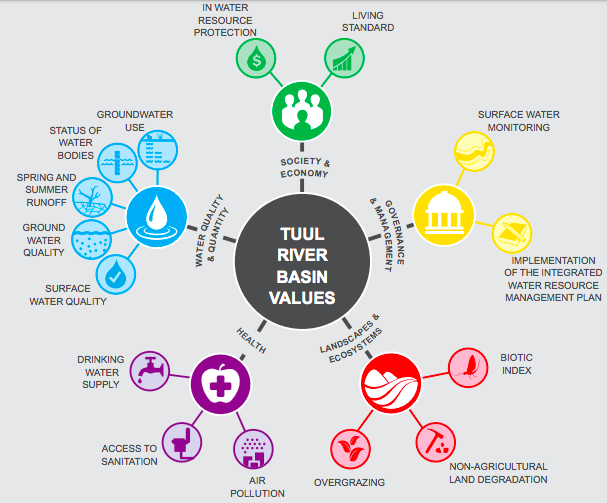 IN WATER
RESOURCE
PROTECTION
LIVING
STANDARD
SOCIETY &
ECONOMY
GROUNDWATER
USE
STATUS OF
WATER
BODIES
SPRING AND
SUMMER
RUNOFF
GROUND
WATER
QUALITY
SURFACE
WATER QUALITY
WATER QUALITY
& QUANTITY
SURFACE WATER
MONITORING
IMPLEMENTATION
OF THE INTEGRATED
WATER RESOURCE
MANAGEMENT PLAN
GOVERNANCE
& MANAGEMENT
TUUL
RIVER
BASIN
VALUES
HEALTH
LANDSCAPES &
ECOSYSTEMS
DRINKING
WATER
SUPPLY
ACCESS TO
SANITATION
AIR
POLLUTION
BIOTIC
INDEX
OVERGRAZING
NON-AGRICULTURAL
LAND DEGRADATION
$